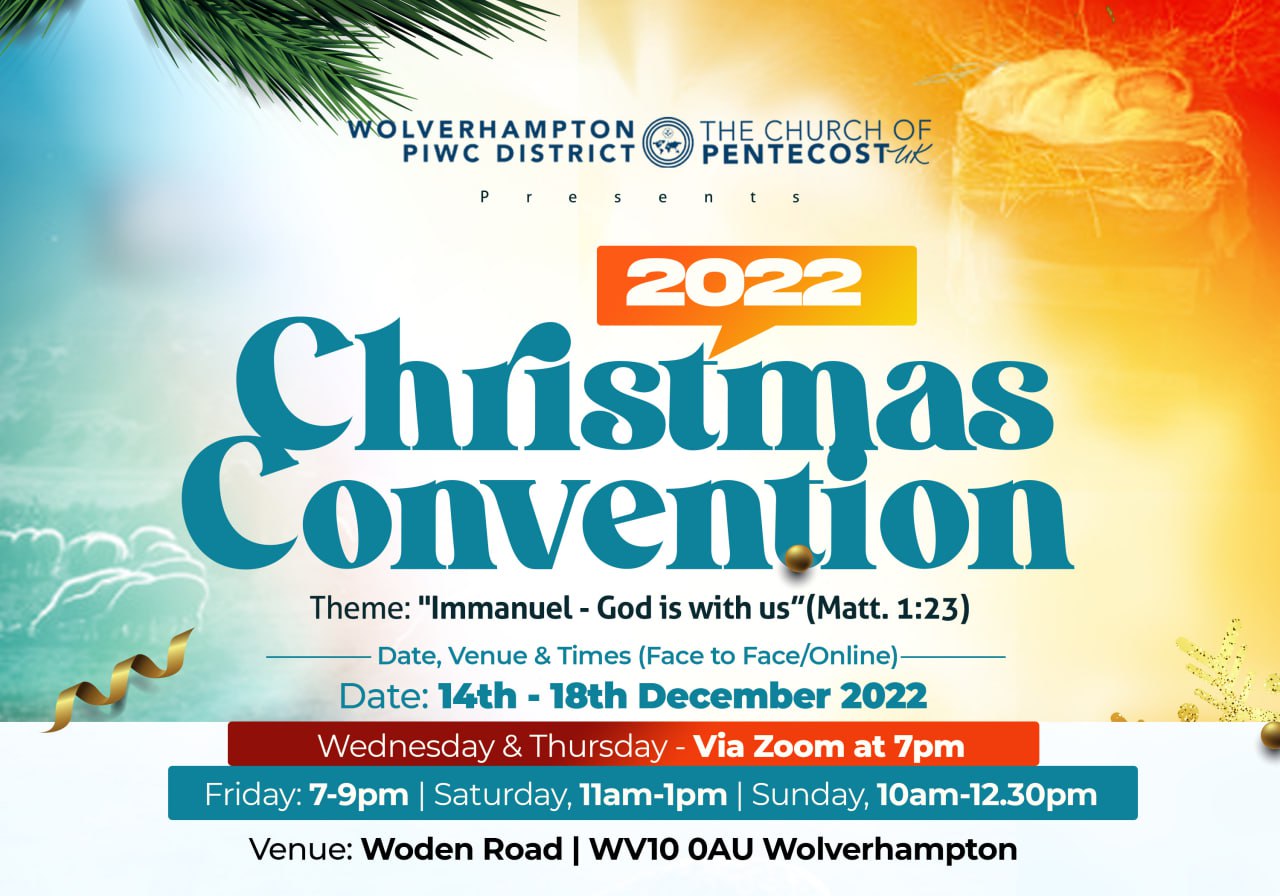 WOLVERHAMPTON PIWC DISTRICT
THE CHURCH OF PENTECOST UK
Presents
2022
Christmas
Convention
Theme: "Immanuel - God is with us”(Matt. 1:23)
Date, Venue & Times (Face to Face/Online)
Date: 14th - 18th December 2022
Wednesday & Thursday - Via Zoom at 7pm
Friday: 7-9pm | Saturday, 11am-1pm | Sunday, 10am-12.30pm
Venue: Woden Road | WV10 0AU Wolverhampton